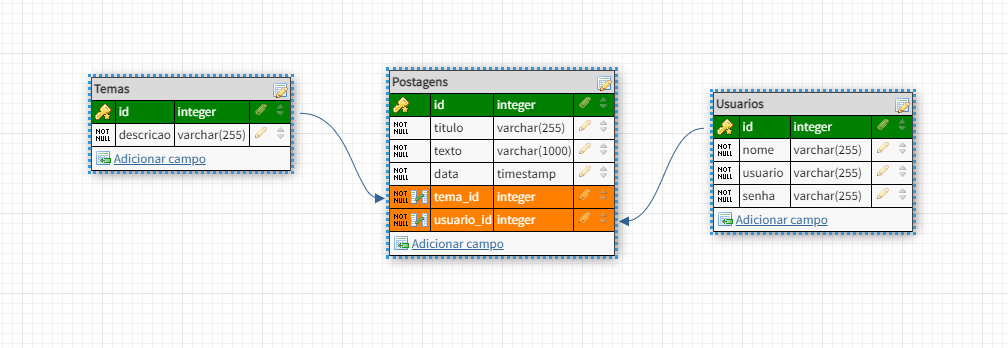 Temas
id integer
NOT NULL descricao varchar(255)
Adicionar campo
Postagens
id integer
NOT NULL titulo varchar(255)
NOT NULL texto varchar(1000)
NOT NULL data timestamp
NOT NULL tema_id integer
NOT NULL usuario_id integer
Adicionar campo
Usuarios
id integer
NOT NULL nome varchar(255)
NOT NULL usuario varchar(255)
NOT NULL senha varchar(255)
Adicionar campo